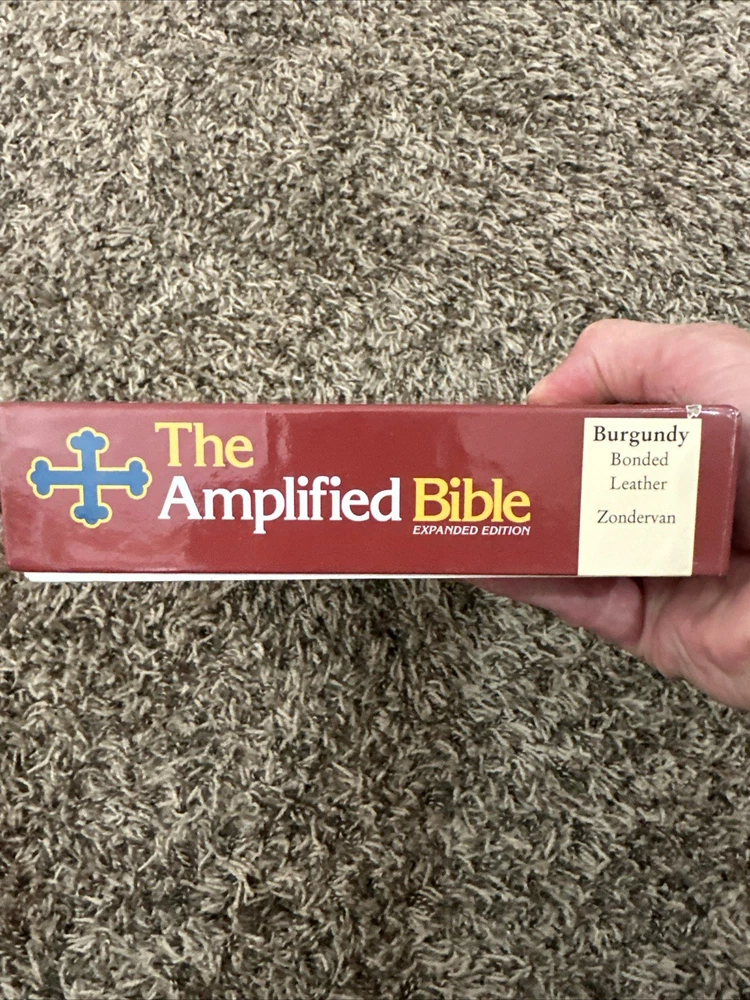 The
Amplified Bible
EXPANDED EDITION
Burgundy
Bonded
Leather
Zondervan